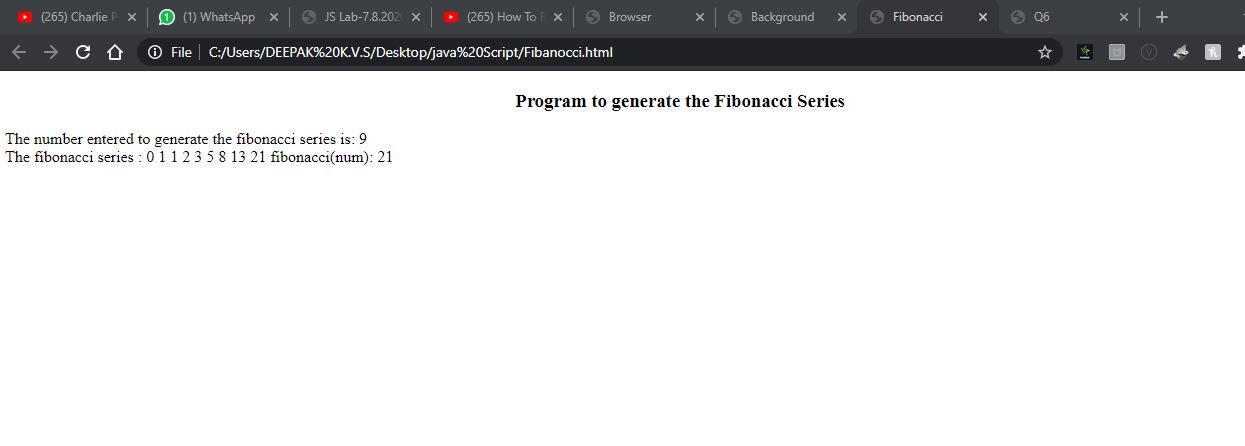 (265) Charlie P
(1) WhatsApp
JS Lab-7.8.202
(265) How To
Browser
Background
Fibonacci
Q6
File
C:/Users/DEEPAK%20K.V.S/Desktop/java%20Script/Fibanocci.html
Program to generate the Fibonacci Series
The number entered to generate the fibonacci series is: 9
The fibonacci series : 0 1 1 2 3 5 8 13 21 fibonacci(num): 21